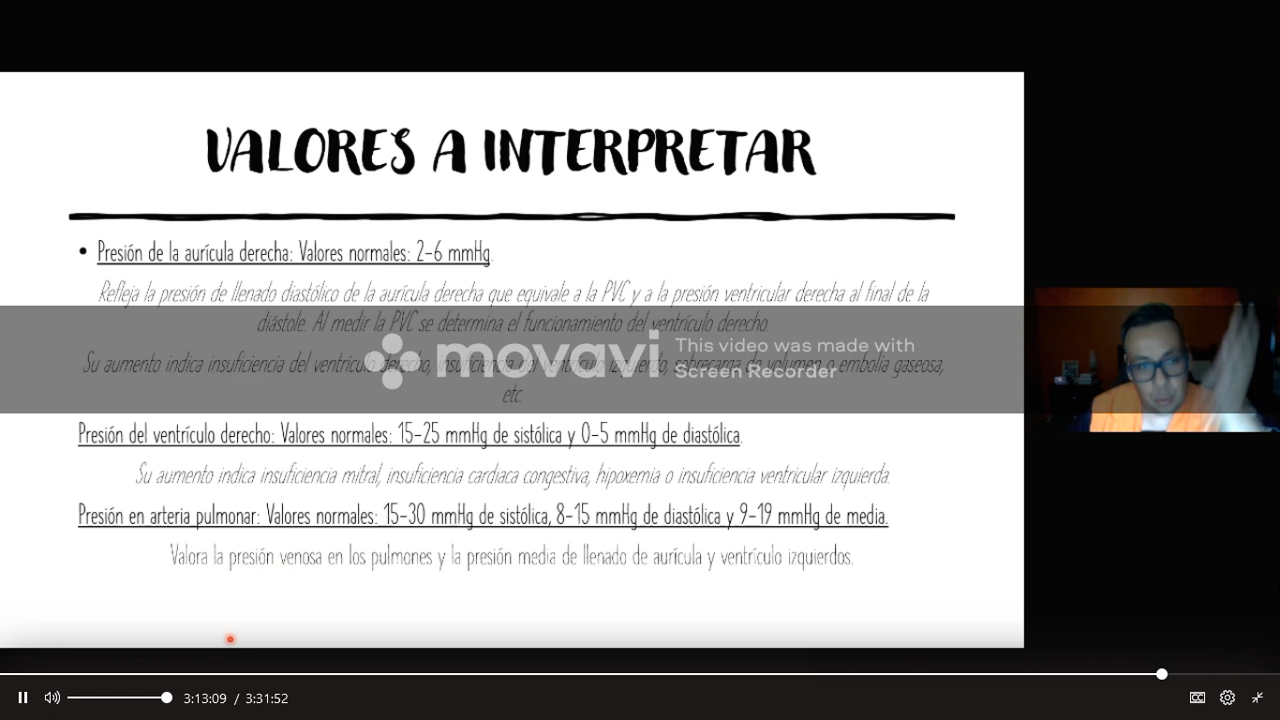 VALORES A INTERPRETAR
• Presión de la aurícula derecha: Valores normales: 2-6 mmHg.
Refleja la presión de llenado diastólico de la aurícula derecha que equivale a la PVC y a la presión ventricular derecha al final de la
diástole. Al medir la PVC se determina el funcionamiento del ventrículo derecho.
Su aumento indica insuficiencia del ventrículo derecho, insuficiencia del ventrículo izquierdo, sobrecarga de volumen o embolia gaseosa,
etc.
movavi
This video was made with
Screen Recorder
Presión del ventrículo derecho: Valores normales: 15-25 mmHg de sistólica y 0-5 mmHg de diastólica.
Su aumento indica insuficiencia mitral, insuficiencia cardiaca congestiva, hipoxemia o insuficiencia ventricular izquierda.
Presión en arteria pulmonar: Valores normales: 15-30 mmHg de sistólica, 8-15 mmHg de diastólica y 9-19 mmHg de media.
Valora la presión venosa en los pulmones y la presión media de llenado de aurícula y ventrículo izquierdos.
3:13:09 / 3:31:52
CC